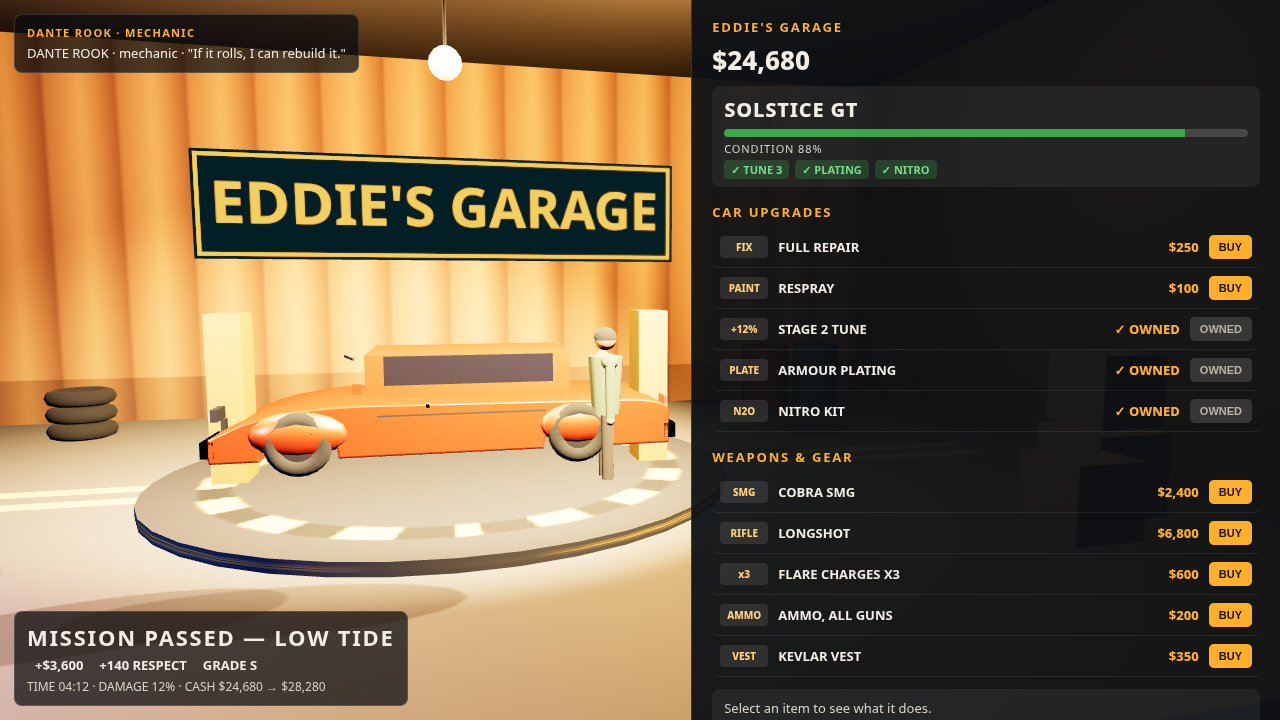 DANTE ROOK · MECHANIC
DANTE ROOK · mechanic · "If it rolls, I can rebuild it."
EDDIE'S GARAGE
MISSION PASSED — LOW TIDE
+$3,600 +140 RESPECT GRADE S
TIME 04:12 · DAMAGE 12% · CASH $24,680 → $28,280
EDDIE'S GARAGE
$24,680
SOLSTICE GT
CONDITION 88%
✓ TUNE 3 ✓ PLATING ✓ NITRO
CAR UPGRADES
FIX FULL REPAIR $250 BUY
PAINT RESPRAY $100 BUY
+12% STAGE 2 TUNE ✓ OWNED OWNED
PLATE ARMOUR PLATING ✓ OWNED OWNED
N2O NITRO KIT ✓ OWNED OWNED
WEAPONS & GEAR
SMG COBRA SMG $2,400 BUY
RIFLE LONGSHOT $6,800 BUY
x3 FLARE CHARGES X3 $600 BUY
AMMO AMMO, ALL GUNS $200 BUY
VEST KEVLAR VEST $350 BUY
Select an item to see what it does.